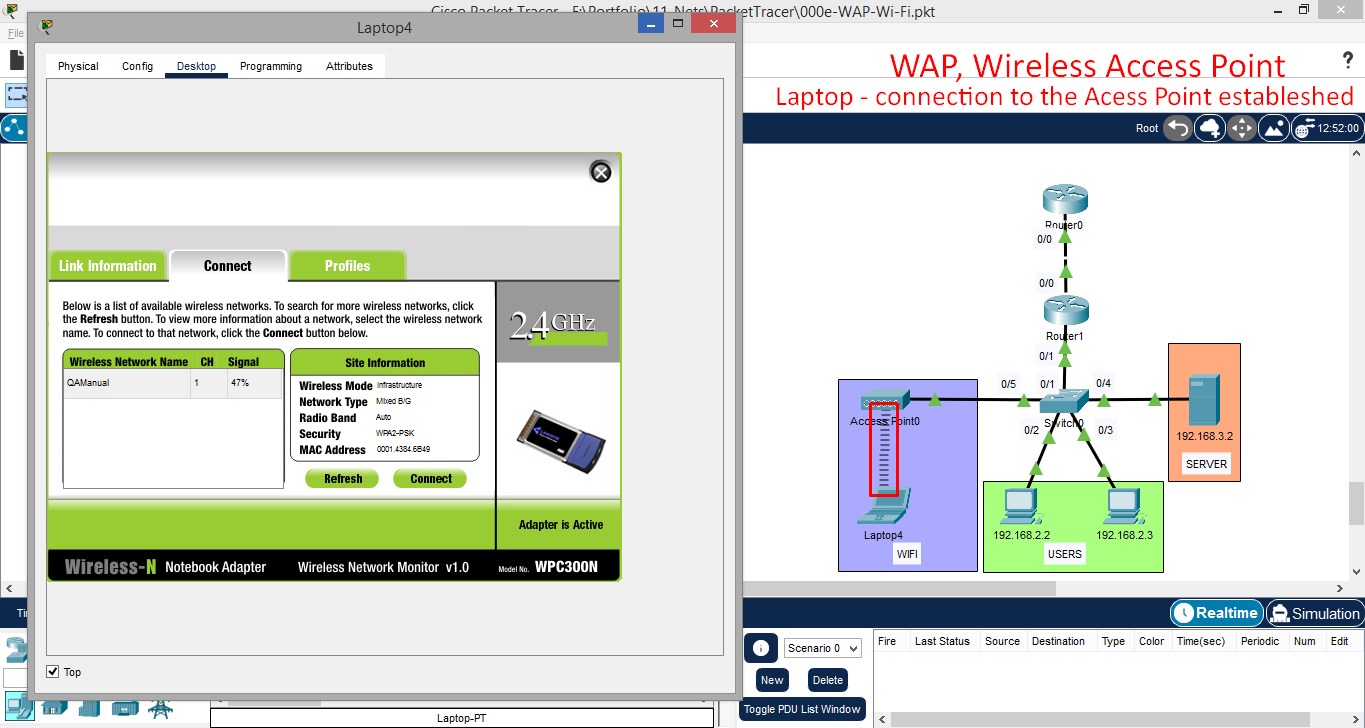 Cisco Packet Tracer - F:\Portfolio\11-Nets\PacketTracer\000e-WAP-Wi-Fi.pkt
Laptop4
File
Physical Config Desktop Programming Attributes
WAP, Wireless Access Point
Laptop - connection to the Acess Point estableshed
?
Root
12:52:00
Link Information Connect Profiles
Below is a list of available wireless networks. To search for more wireless networks, click
the Refresh button. To view more information about a network, select the wireless network
name. To connect to that network, click the Connect button below.
2.4GHz
Wireless Network Name CH Signal
QAManual 1 47%
Site Information
Wireless Mode Infrastructure
Network Type Mixed B/G
Radio Band Auto
Security WPA2-PSK
MAC Address 0001.4384.6B49
Refresh Connect
Adapter is Active
Wireless-N Notebook Adapter Wireless Network Monitor v1.0 Model No. WPC300N
Top
Router0
0/0
0/0
Router1
0/1
0/5 0/1 0/4
Access Point0
Switch0
0/2 0/3
192.168.3.2
SERVER
Laptop4
WIFI
192.168.2.2 192.168.2.3
USERS
Realtime Simulation
Scenario 0
New Delete
Toggle PDU List Window
Fire Last Status Source Destination Type Color Time(sec) Periodic Num Edit
Laptop-PT